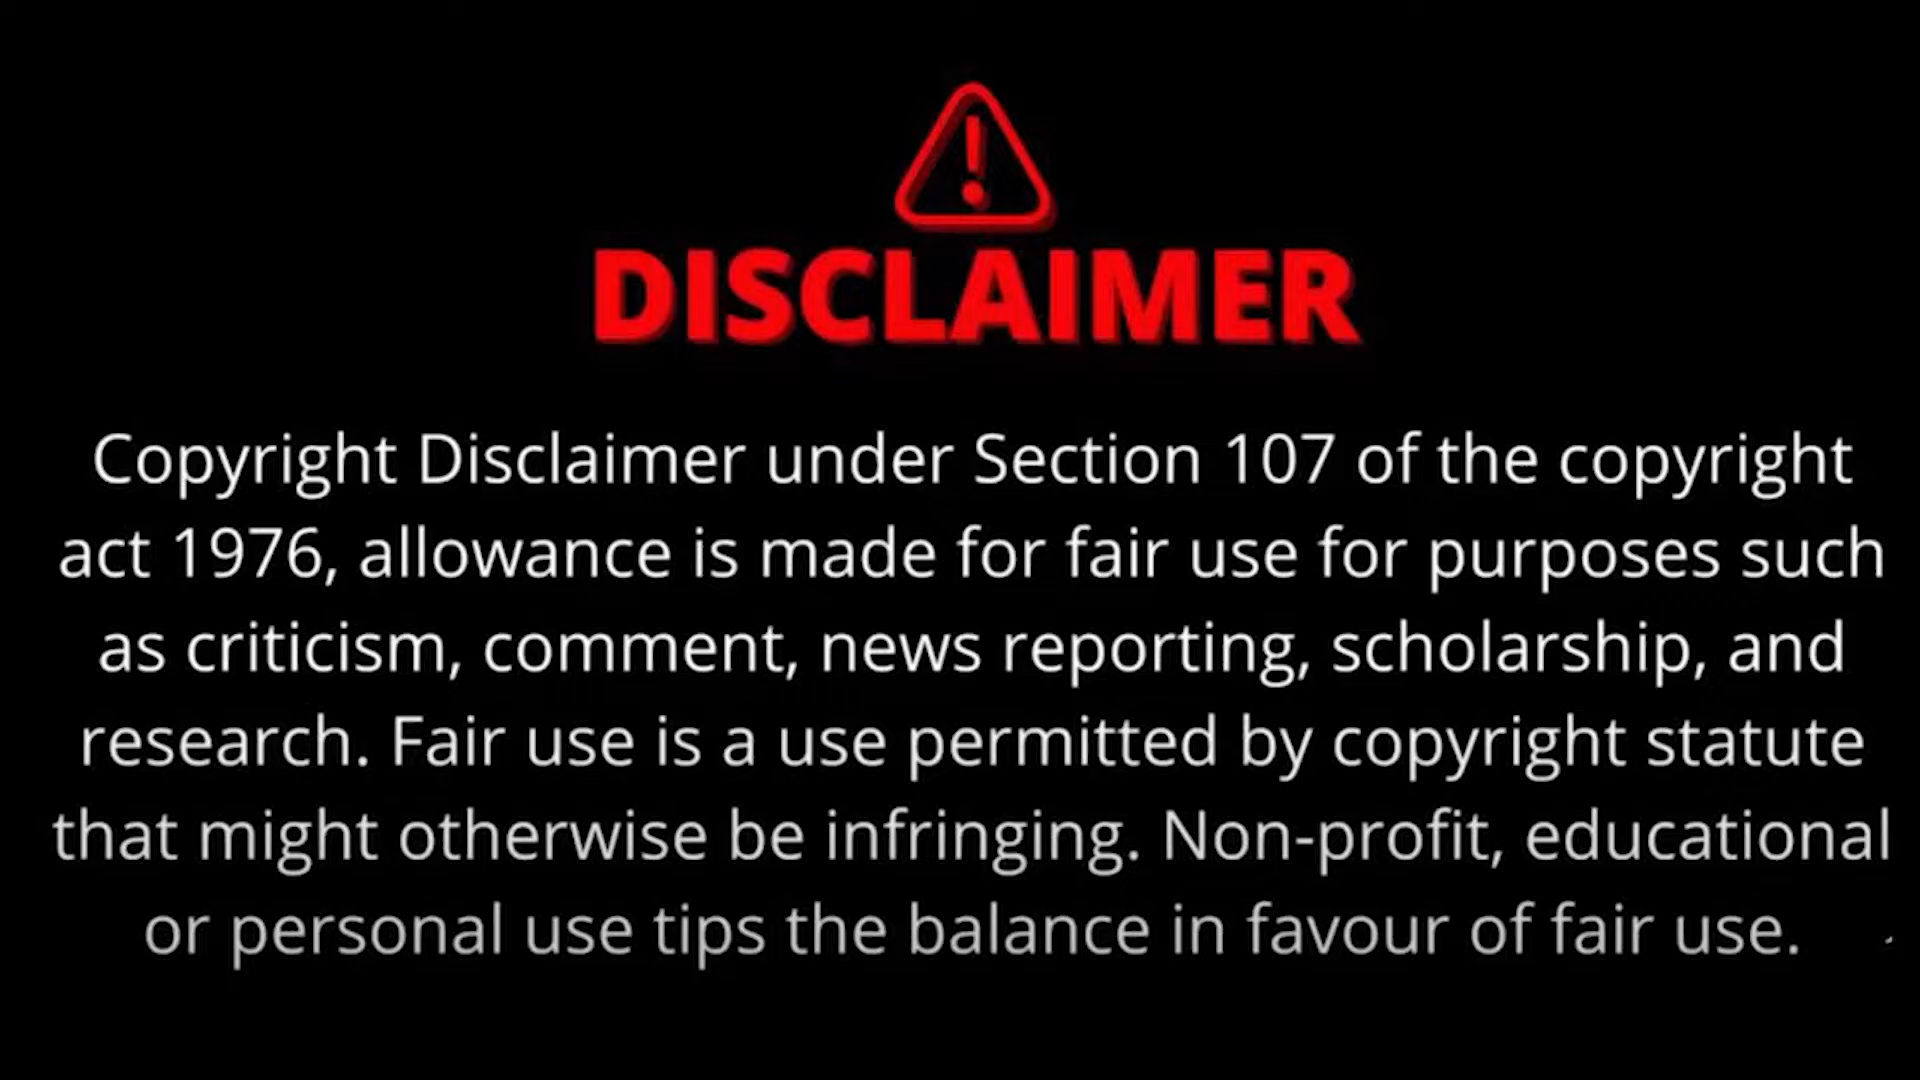 DISCLAIMER
Copyright Disclaimer under Section 107 of the copyright
act 1976, allowance is made for fair use for purposes such
as criticism, comment, news reporting, scholarship, and
research. Fair use is a use permitted by copyright statute
that might otherwise be infringing. Non-profit, educational
or personal use tips the balance in favour of fair use.